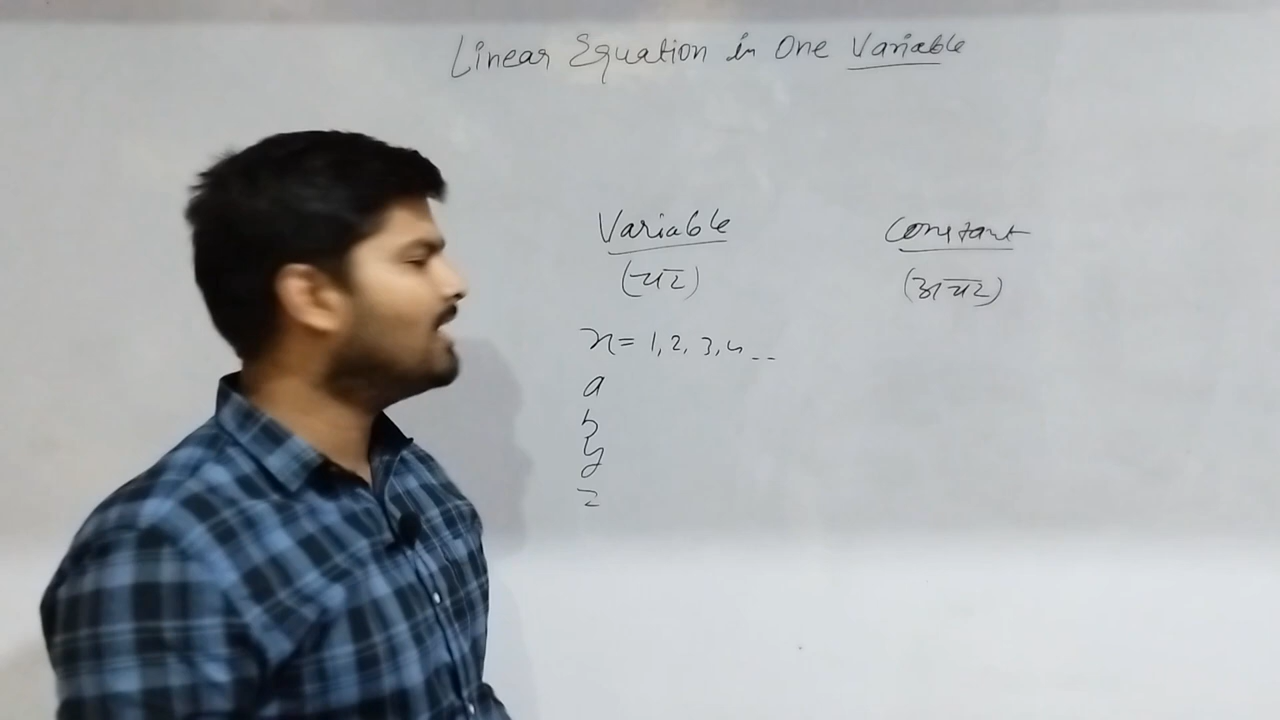 Linear Equation in One Variable
Variable
(चर)
Constant
(अचर)
x = 1, 2, 3, 4, --
a
b
y
z